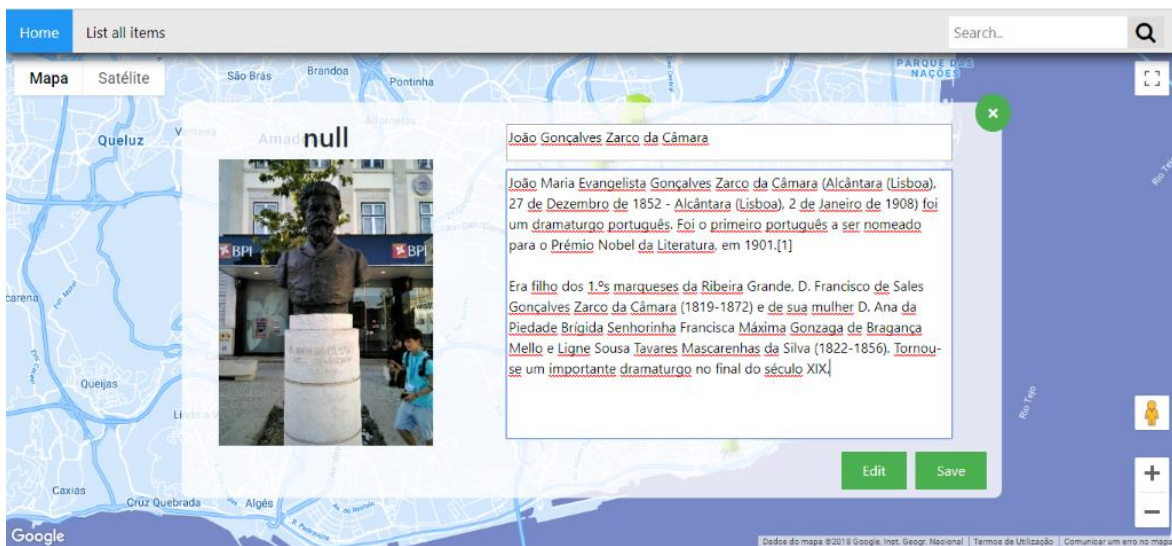 Home
List all items
Search..
Mapa
Satélite
São Brás
Brandoa
Pontinha
PARQUE DAS NAÇÕES
Queluz
null
João Gonçalves Zarco da Câmara
João Maria Evangelista Gonçalves Zarco da Câmara (Alcântara (Lisboa),
27 de Dezembro de 1852 - Alcântara (Lisboa), 2 de Janeiro de 1908) foi
um dramaturgo português. Foi o primeiro português a ser nomeado
para o Prémio Nobel da Literatura, em 1901.[1]
Era filho dos 1.ºs marqueses da Ribeira Grande, D. Francisco de Sales
Gonçalves Zarco da Câmara (1819-1872) e de sua mulher D. Ana da
Piedade Brígida Senhorinha Francisca Máxima Gonzaga de Bragança
Mello e Ligne Sousa Tavares Mascarenhas da Silva (1822-1856). Tornou-
se um importante dramaturgo no final do século XIX.
BPI
BPI
carena
Queijas
Rio Tejo
Edit
Save
Caxias
Cruz Quebrada
Algés
Google
Dados do mapa ©2018 Google, Inst. Geogr. Nacional
Termos de Utilização
Comunicar um erro no mapa